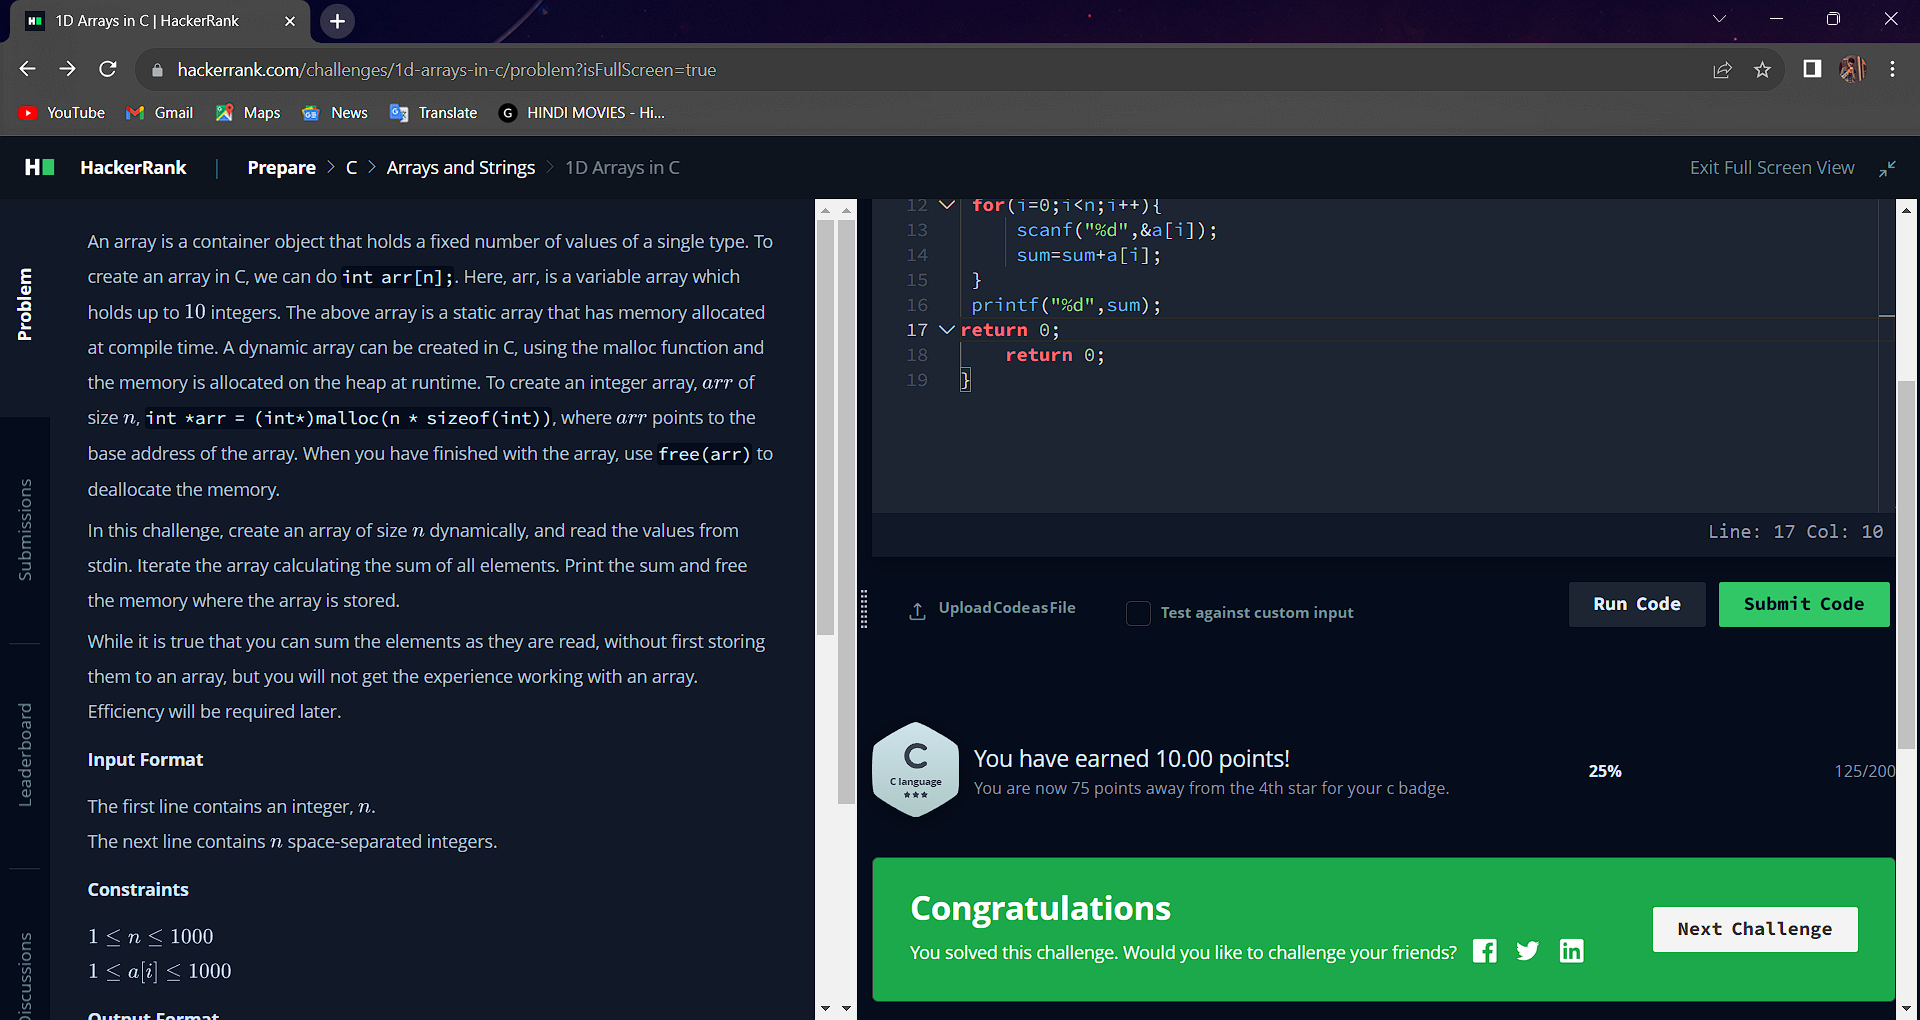 1D Arrays in C | HackerRank
hackerrank.com/challenges/1d-arrays-in-c/problem?isFullScreen=true
YouTube Gmail Maps News Translate HINDI MOVIES - Hi...
HackerRank | Prepare > C > Arrays and Strings > 1D Arrays in C
Exit Full Screen View
Problem
Submissions
Leaderboard
Discussions
An array is a container object that holds a fixed number of values of a single type. To
create an array in C, we can do int arr[n];. Here, arr, is a variable array which
holds up to 10 integers. The above array is a static array that has memory allocated
at compile time. A dynamic array can be created in C, using the malloc function and
the memory is allocated on the heap at runtime. To create an integer array, arr of
size n, int *arr = (int*)malloc(n * sizeof(int)), where arr points to the
base address of the array. When you have finished with the array, use free(arr) to
deallocate the memory.
In this challenge, create an array of size n dynamically, and read the values from
stdin. Iterate the array calculating the sum of all elements. Print the sum and free
the memory where the array is stored.
While it is true that you can sum the elements as they are read, without first storing
them to an array, but you will not get the experience working with an array.
Efficiency will be required later.
Input Format
The first line contains an integer, n.
The next line contains n space-separated integers.
Constraints
1 ≤ n ≤ 1000
1 ≤ a[i] ≤ 1000
Output Format
12 for(i=0;i<n;i++){
13 scanf("%d",&a[i]);
14 sum=sum+a[i];
15 }
16 printf("%d",sum);
17 return 0;
18 return 0;
19 }
Line: 17 Col: 10
Upload Code as File
Test against custom input
Run Code
Submit Code
C
C language
You have earned 10.00 points!
You are now 75 points away from the 4th star for your c badge.
25%
125/200
Congratulations
You solved this challenge. Would you like to challenge your friends?
Next Challenge